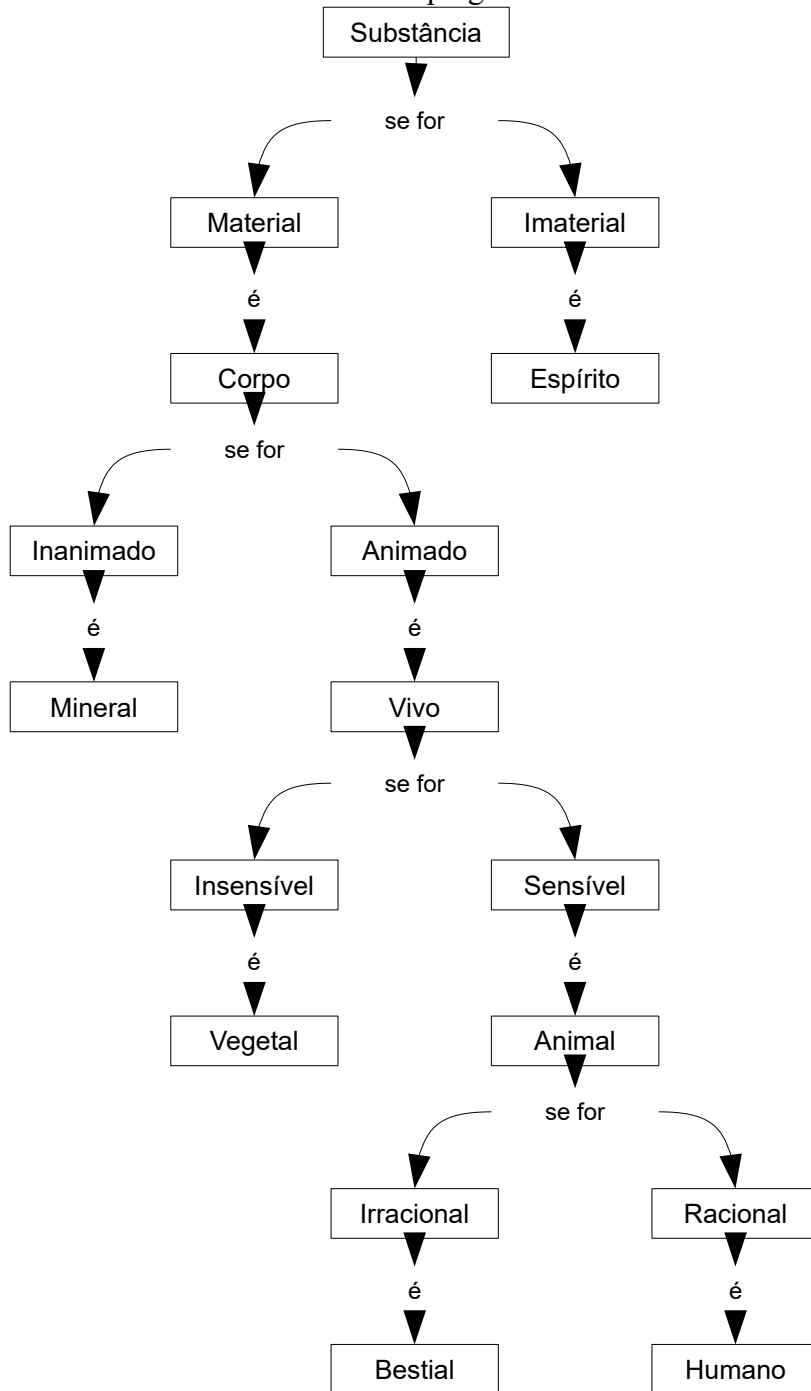 Substância
se for
Material Imaterial
é é
Corpo Espírito
se for
Inanimado Animado
é é
Mineral Vivo
se for
Insensível Sensível
é é
Vegetal Animal
se for
Irracional Racional
é é
Bestial Humano